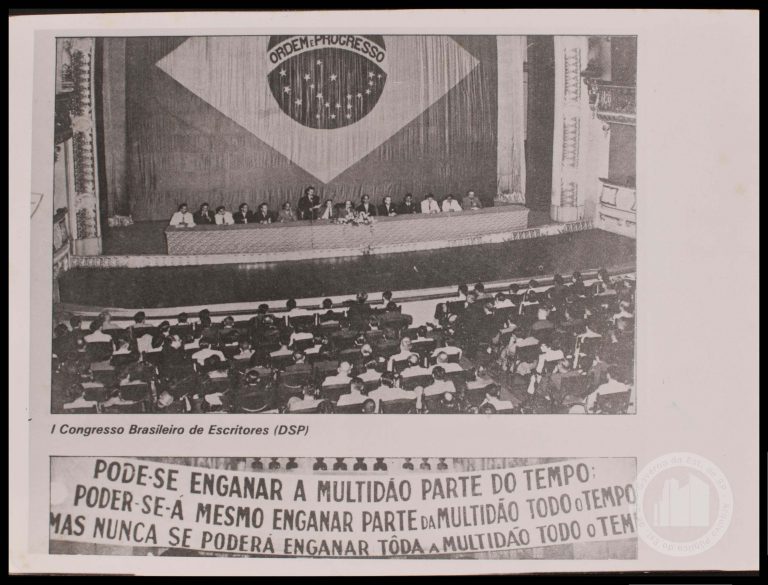 ORDEM E PROGRESSO
I Congresso Brasileiro de Escritores (DSP)
PODE-SE ENGANAR A MULTIDÃO PARTE DO TEMPO;
PODER-SE-Á MESMO ENGANAR PARTE DA MULTIDÃO TODO O TEMPO
MAS NUNCA SE PODERÁ ENGANAR TÔDA A MULTIDÃO TODO O TEM